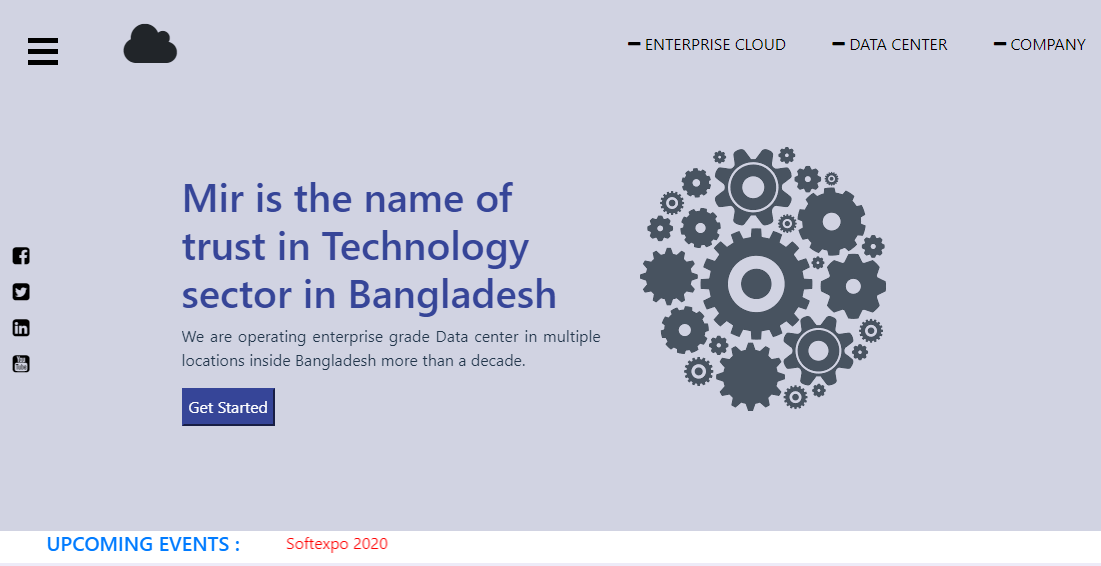 ENTERPRISE CLOUD
DATA CENTER
COMPANY
Mir is the name of
trust in Technology
sector in Bangladesh
We are operating enterprise grade Data center in multiple
locations inside Bangladesh more than a decade.
Get Started
You
Tube
UPCOMING EVENTS :
Softexpo 2020